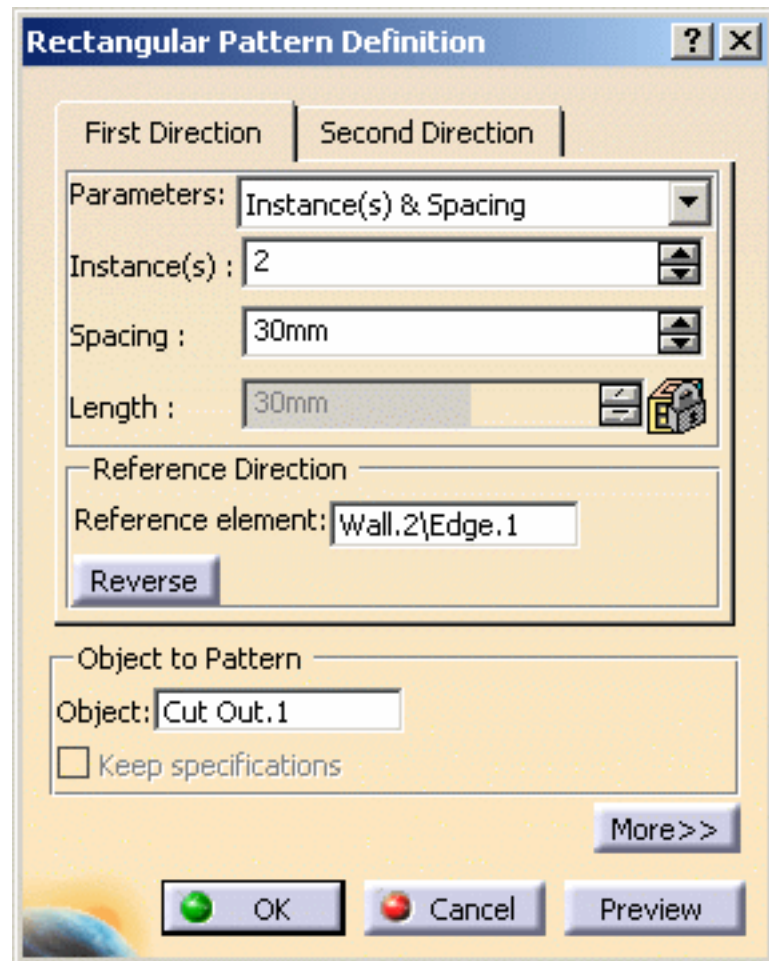 Rectangular Pattern Definition ? X
First Direction Second Direction
Parameters: Instance(s) & Spacing
Instance(s) : 2
Spacing : 30mm
Length : 30mm
Reference Direction
Reference element: Wall.2\Edge.1
Reverse
Object to Pattern
Object: Cut Out.1
Keep specifications
More>>
OK Cancel Preview